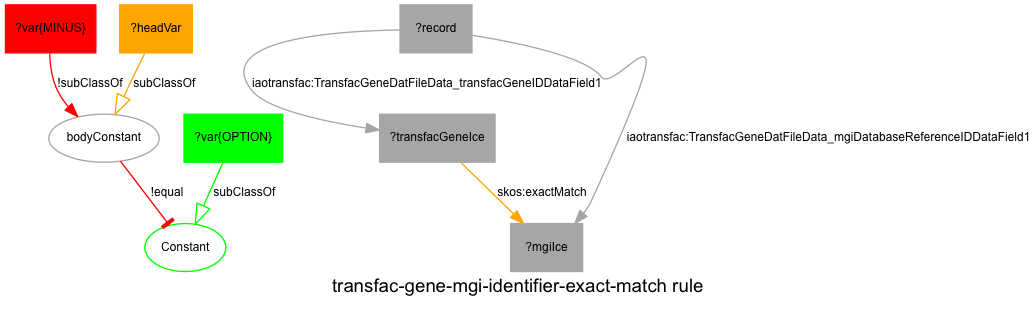 ?var{MINUS}
?headVar
?record
!subClassOf
subClassOf
iaotransfac:TransfacGeneDatFileData_transfacGeneIDDataField1
bodyConstant
?var{OPTION}
?transfacGeneIce
iaotransfac:TransfacGeneDatFileData_mgiDatabaseReferenceIDDataField1
!equal
subClassOf
skos:exactMatch
Constant
?mgiIce
transfac-gene-mgi-identifier-exact-match rule